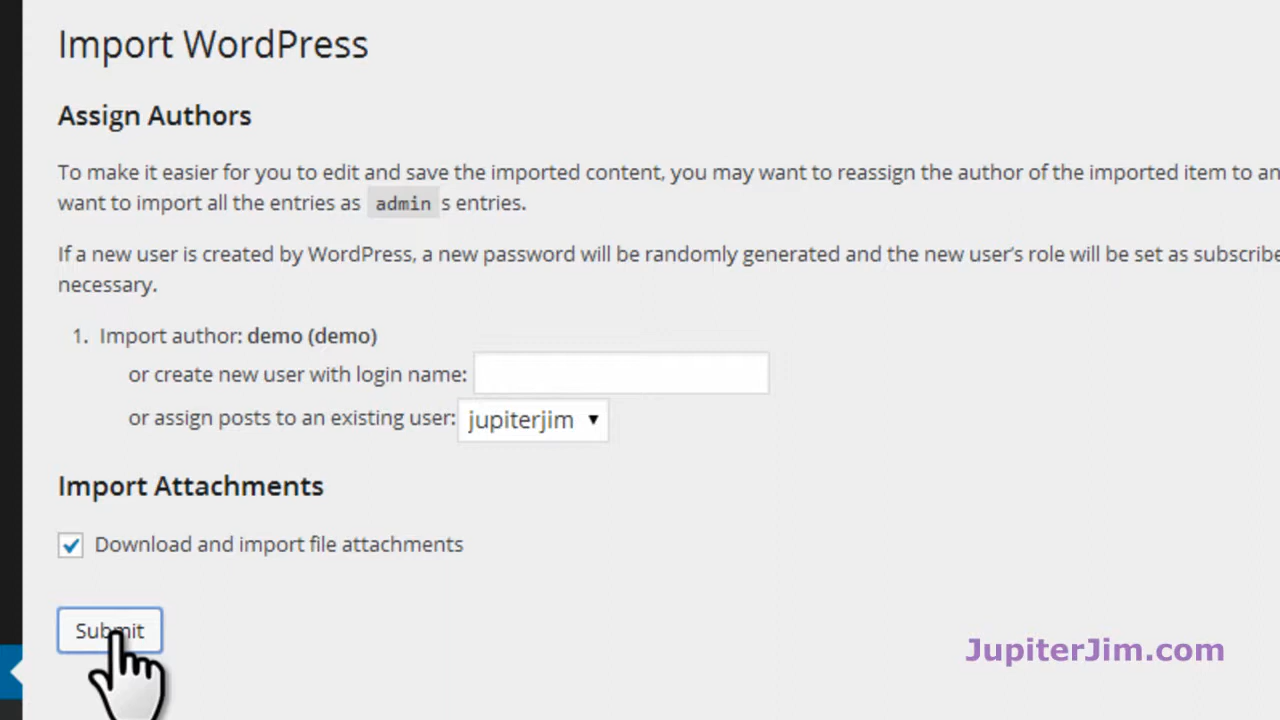 Import WordPress
Assign Authors
To make it easier for you to edit and save the imported content, you may want to reassign the author of the imported item to an
want to import all the entries as admin s entries.
If a new user is created by WordPress, a new password will be randomly generated and the new user's role will be set as subscribe
necessary.
1. Import author: demo (demo)
or create new user with login name:
or assign posts to an existing user: jupiterjim ▼
Import Attachments
Download and import file attachments
Submit
JupiterJim.com